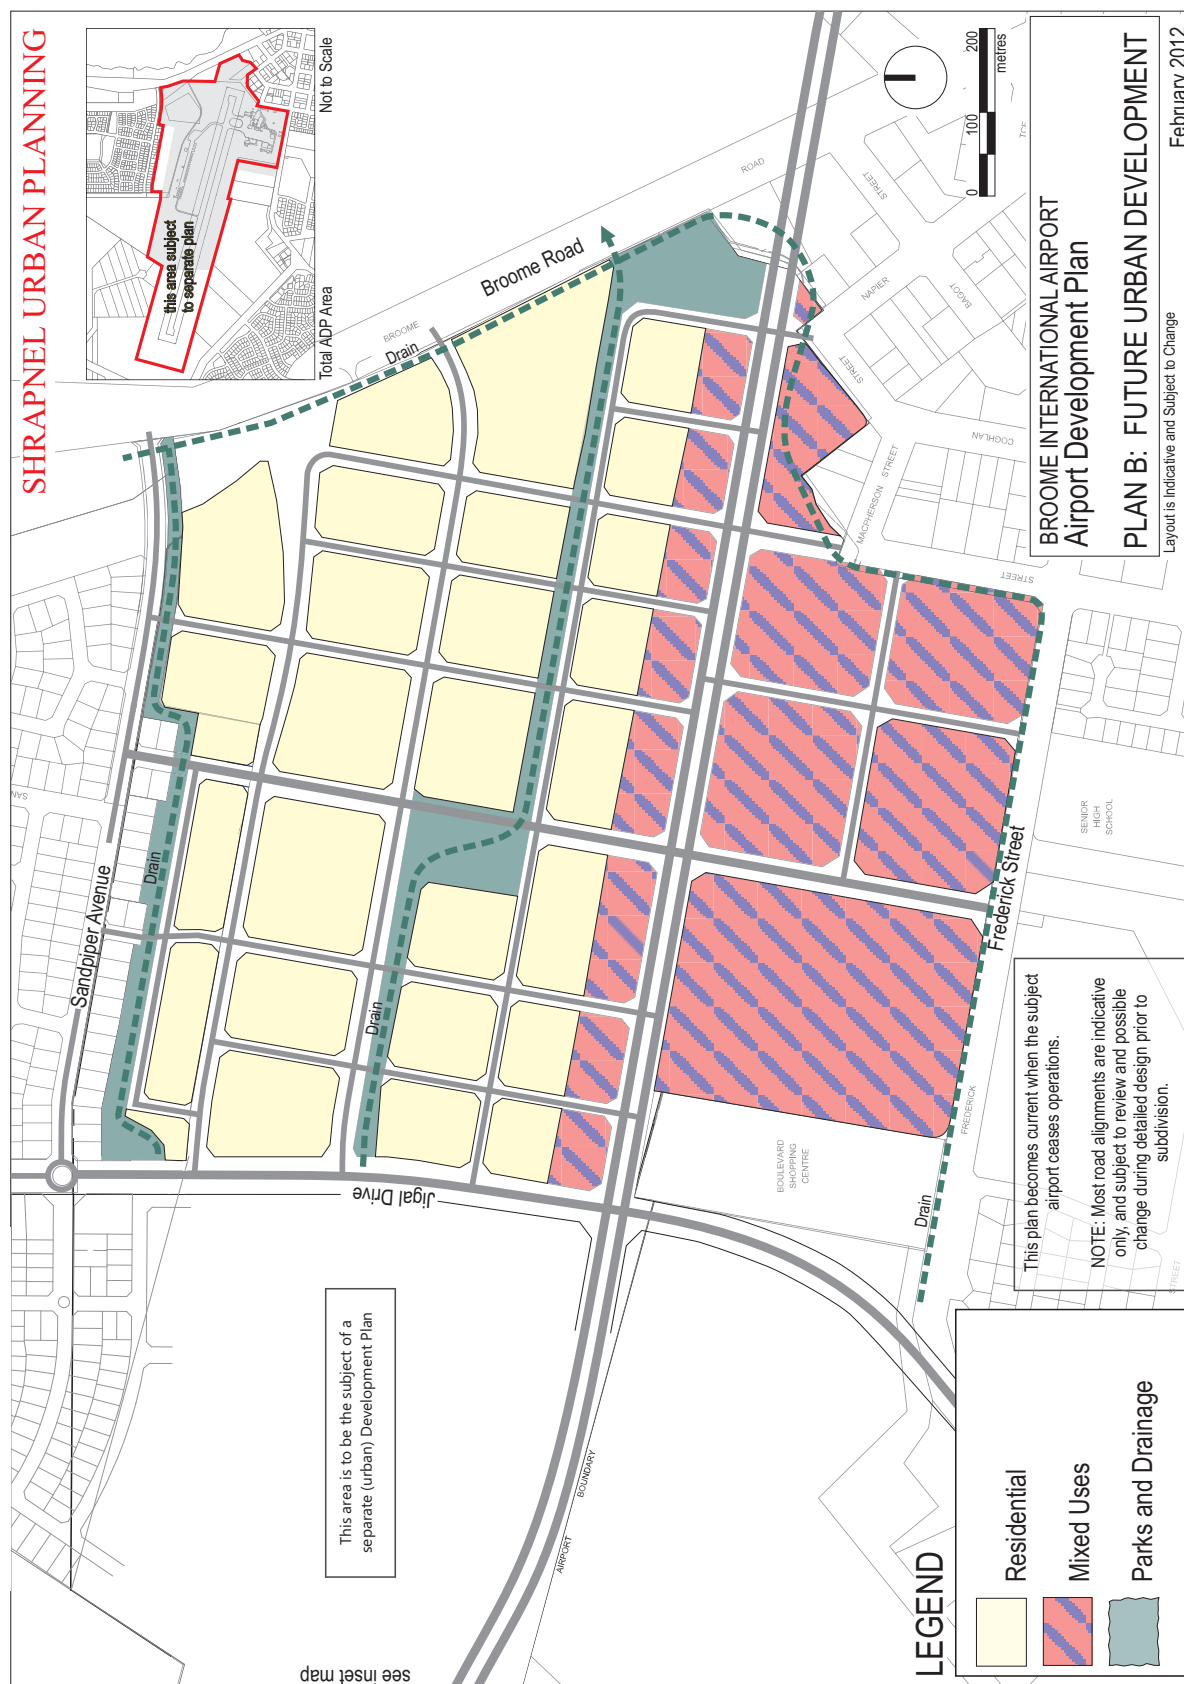 SHRAPNEL URBAN PLANNING
this area subject
to separate plan
Total ADP Area
Not to Scale
0
100
200
metres
BROOME INTERNATIONAL AIRPORT
Airport Development Plan
PLAN B: FUTURE URBAN DEVELOPMENT
Layout is Indicative and Subject to Change
February 2012
Broome Road
BROOME
ROAD
Drain
Sandpiper Avenue
Drain
SAN
Drain
Jigal Drive
STREET
NAPIER
STREET
BAGOT
COGHLAN
MACPHERSON STREET
STREET
SENIOR
HIGH
SCHOOL
Frederick Street
FREDERICK
BOULEVARD
SHOPPING
CENTRE
Drain
STREET
This plan becomes current when the subject
airport ceases operations.
NOTE: Most road alignments are indicative
only, and subject to review and possible
change during detailed design prior to
subdivision.
This area is to be the subject of a
separate (urban) Development Plan
AIRPORT
BOUNDARY
see inset map
LEGEND
Residential
Mixed Uses
Parks and Drainage